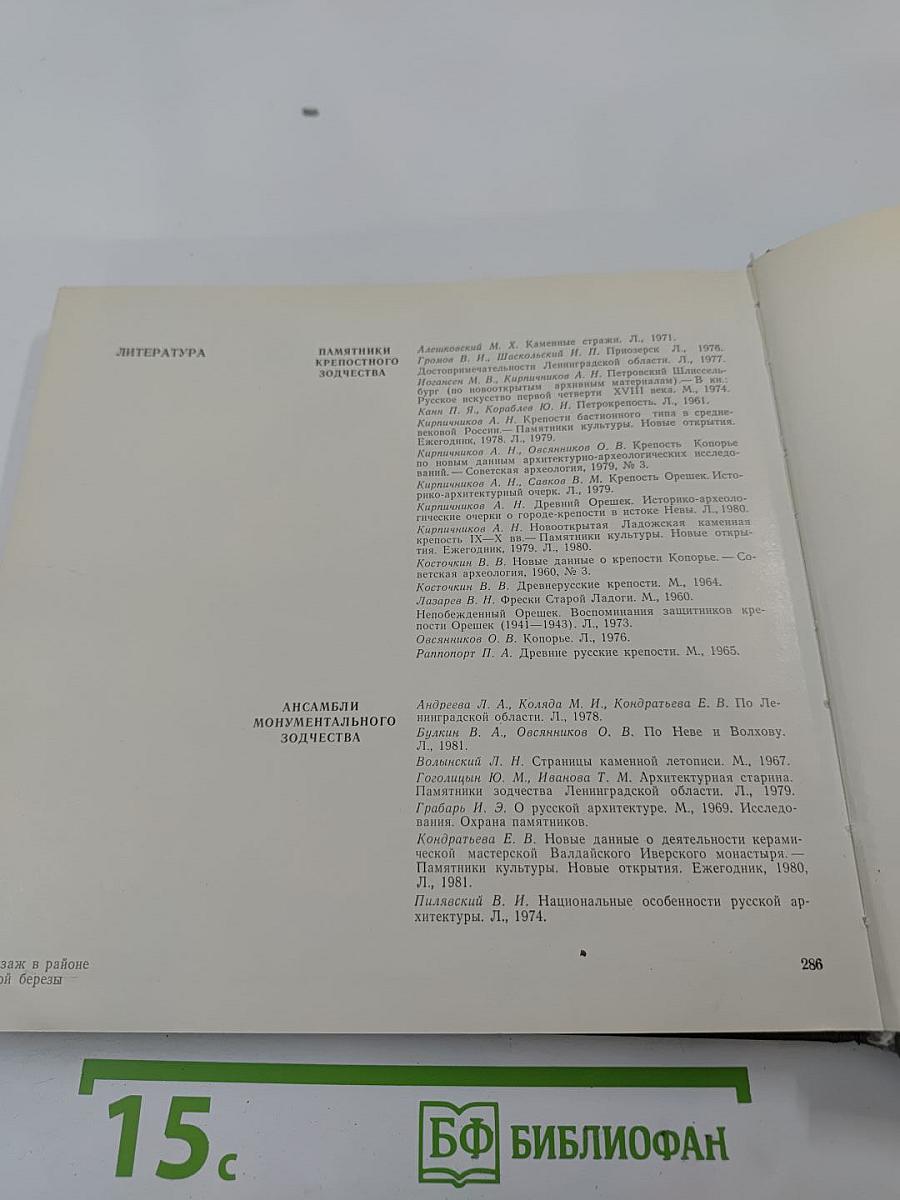 ЛИТЕРАТУРА
ПАМЯТНИКИ
КРЕПОСТНОГО
ЗОДЧЕСТВА
Алешковский М. Х. Каменные стражи. Л., 1971.
Громов В. И., Шаскольский И. П. Приозерск Л., 1976.
Достопримечательности Ленинградской области. Л., 1977.
Иогансен М. В., Кирпичников А. Н. Петровский Шлиссель-
бург (по новооткрытым архивным материалам).— В кн.:
Русское искусство первой четверти XVIII века. М., 1974.
Канн П. Я., Кораблев Ю. И. Петрокрепость. Л., 1961.
Кирпичников А. Н. Крепости бастионного типа в средне-
вековой России.— Памятники культуры. Новые открытия.
Ежегодник, 1978. Л., 1979.
Кирпичников А. Н., Овсянников О. В. Крепость Копорье
по новым данным архитектурно-археологических исследо-
ваний. — Советская археология, 1979, № 3.
Кирпичников А. Н., Савков В. М. Крепость Орешек. Исто-
рико-архитектурный очерк. Л., 1979.
Кирпичников А. Н. Древний Орешек. Историко-археоло-
гические очерки о городе-крепости в истоке Невы. Л., 1980.
Кирпичников А. Н. Новооткрытая Ладожская каменная
крепость IX—X вв.— Памятники культуры. Новые откры-
тия. Ежегодник, 1979. Л., 1980.
Косточкин В. В. Новые данные о крепости Копорье. — Со-
ветская археология, 1960, № 3.
Косточкин В. В. Древнерусские крепости. М., 1964.
Лазарев В. Н. Фрески Старой Ладоги. М., 1960.
Непобежденный Орешек. Воспоминания защитников кре-
пости Орешек (1941—1943). Л., 1973.
Овсянников О. В. Копорье. Л., 1976.
Раппопорт П. А. Древние русские крепости. М., 1965.
АНСАМБЛИ
МОНУМЕНТАЛЬНОГО
ЗОДЧЕСТВА
Андреева Л. А., Коляда М. И., Кондратьева Е. В. По Ле-
нинградской области. Л., 1978.
Булкин В. А., Овсянников О. В. По Неве и Волхову.
Л., 1981.
Волынский Л. Н. Страницы каменной летописи. М., 1967.
Гоголицын Ю. М., Иванова Т. М. Архитектурная старина.
Памятники зодчества Ленинградской области. Л., 1979.
Грабарь И. Э. О русской архитектуре. М., 1969. Исследо-
вания. Охрана памятников.
Кондратьева Е. В. Новые данные о деятельности керами-
ческой мастерской Валдайского Иверского монастыря. —
Памятники культуры. Новые открытия. Ежегодник, 1980,
Л., 1981.
Пилявский В. И. Национальные особенности русской ар-
хитектуры. Л., 1974.
заж в районе
ой березы
286
15 с
БФ БИБЛИОФАН